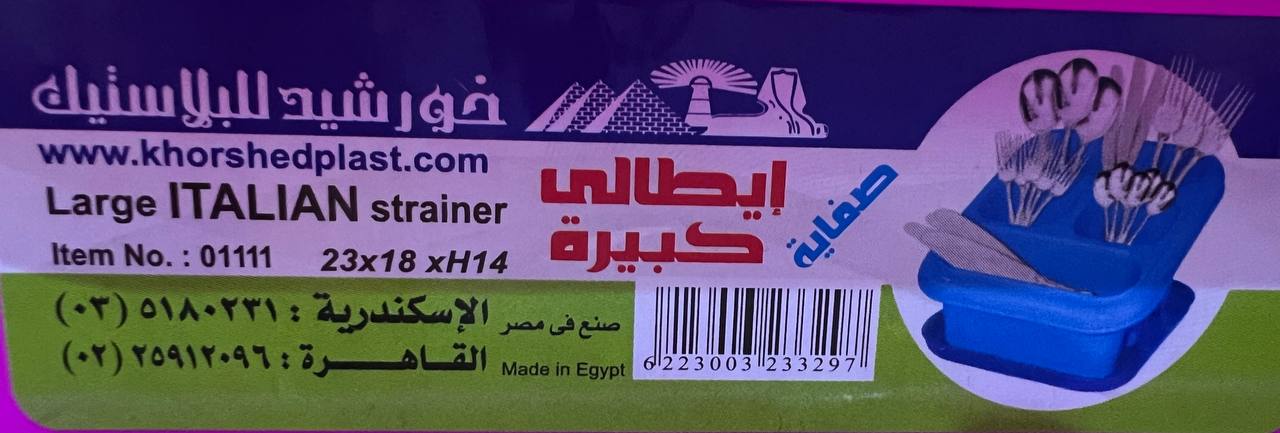 خورشيد للبلاستيك
www.khorshedplast.com
Large ITALIAN strainer
Item No. : 01111 23x18 xH14
صفاية
إيطالى
كبيرة
الإسكندرية : ٥١٨٠٢٣١ (٠٣)
القاهـــرة : ٢٥٩١٢٠٩٦ (٠٢)
صنع فى مصر
Made in Egypt
6 223003 233297